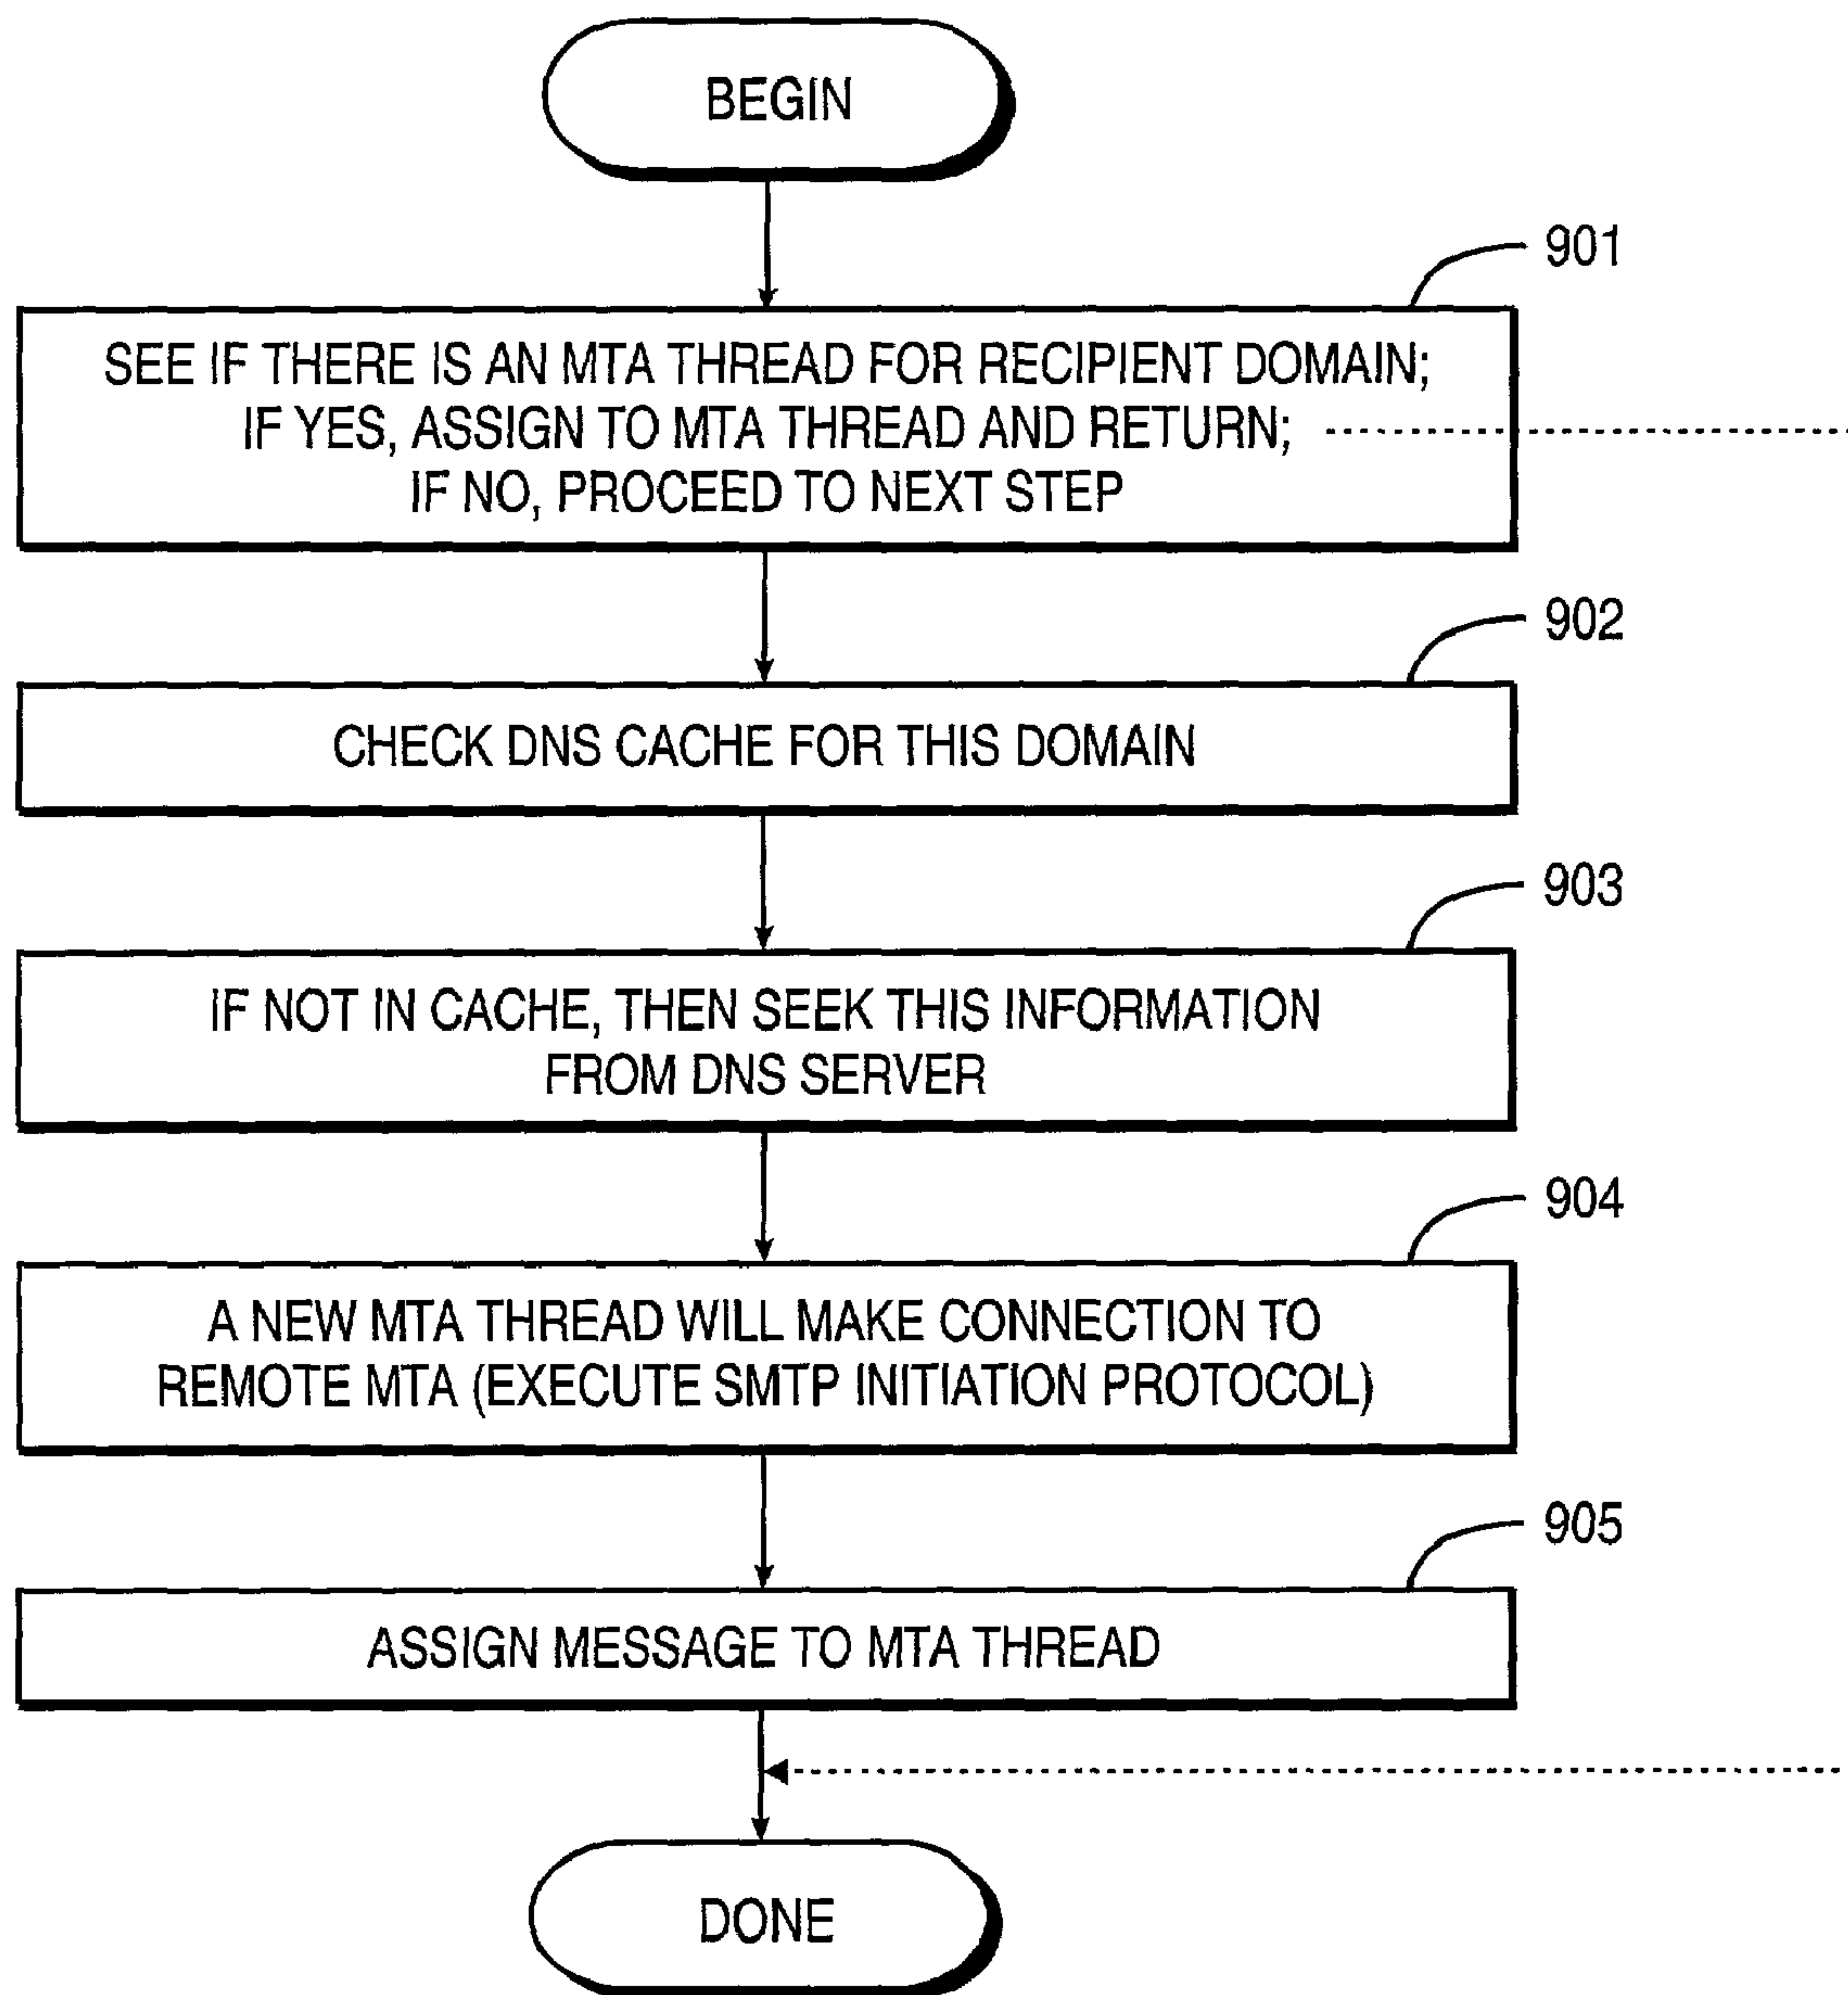 BEGIN
901
SEE IF THERE IS AN MTA THREAD FOR RECIPIENT DOMAIN;
IF YES, ASSIGN TO MTA THREAD AND RETURN;
IF NO, PROCEED TO NEXT STEP
902
CHECK DNS CACHE FOR THIS DOMAIN
903
IF NOT IN CACHE, THEN SEEK THIS INFORMATION
FROM DNS SERVER
904
A NEW MTA THREAD WILL MAKE CONNECTION TO
REMOTE MTA (EXECUTE SMTP INITIATION PROTOCOL)
905
ASSIGN MESSAGE TO MTA THREAD
DONE